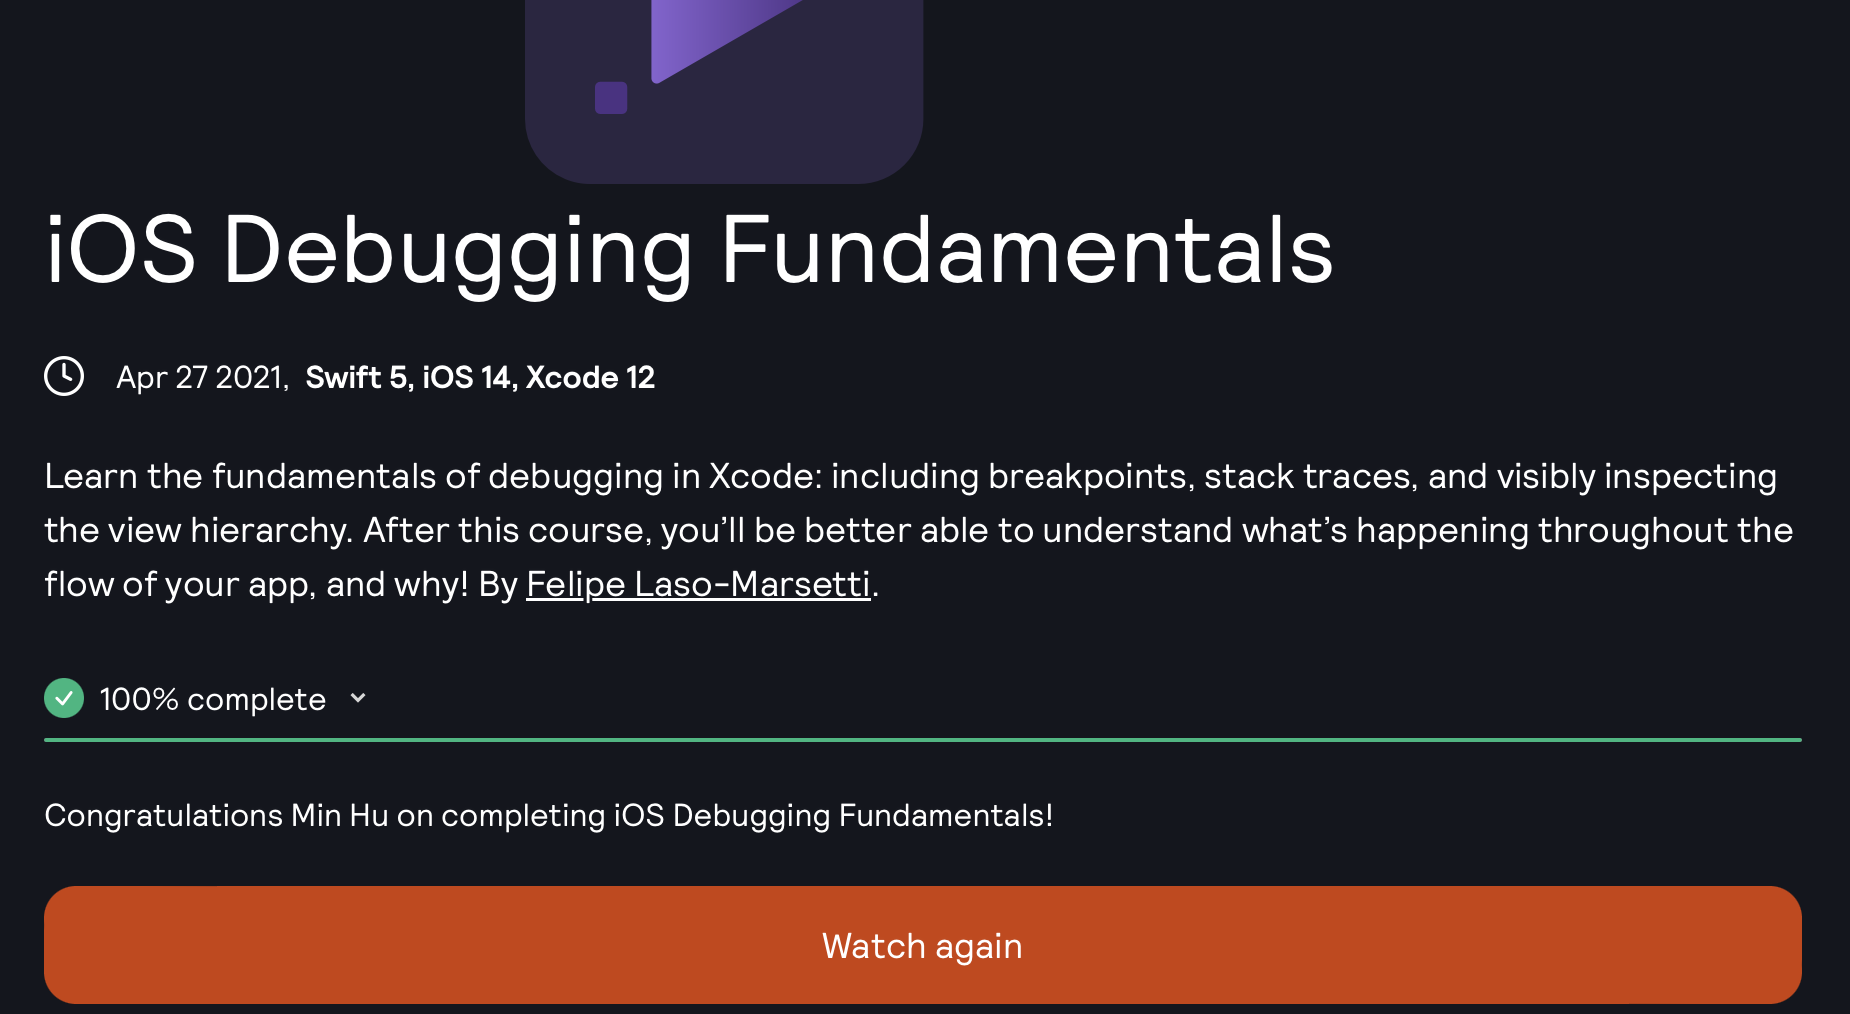 iOS Debugging Fundamentals
Apr 27 2021, Swift 5, iOS 14, Xcode 12
Learn the fundamentals of debugging in Xcode: including breakpoints, stack traces, and visibly inspecting
the view hierarchy. After this course, you’ll be better able to understand what’s happening throughout the
flow of your app, and why! By Felipe Laso-Marsetti.
100% complete
Congratulations Min Hu on completing iOS Debugging Fundamentals!
Watch again